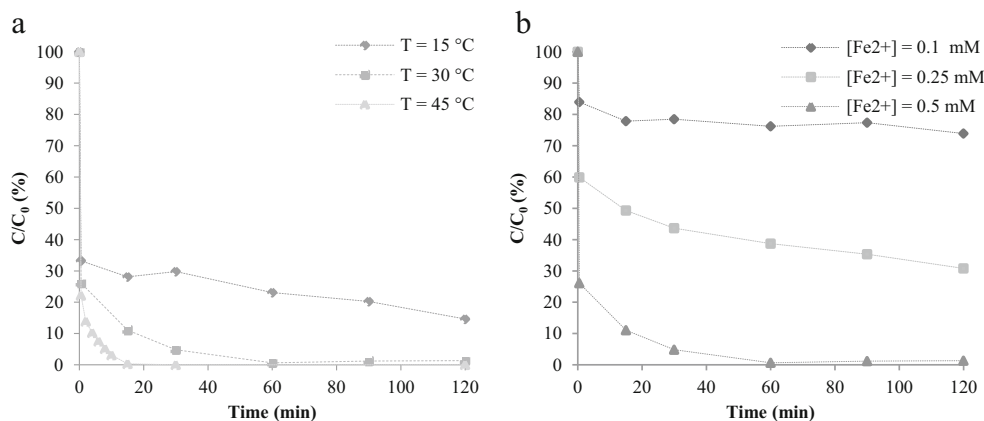 a
T = 15 °C
T = 30 °C
T = 45 °C
100
90
80
70
60
50
40
30
20
10
0
C/C0 (%)
0 20 40 60 80 100 120
Time (min)
b
[Fe2+] = 0.1 mM
[Fe2+] = 0.25 mM
[Fe2+] = 0.5 mM
100
90
80
70
60
50
40
30
20
10
0
C/C0 (%)
0 20 40 60 80 100 120
Time (min)